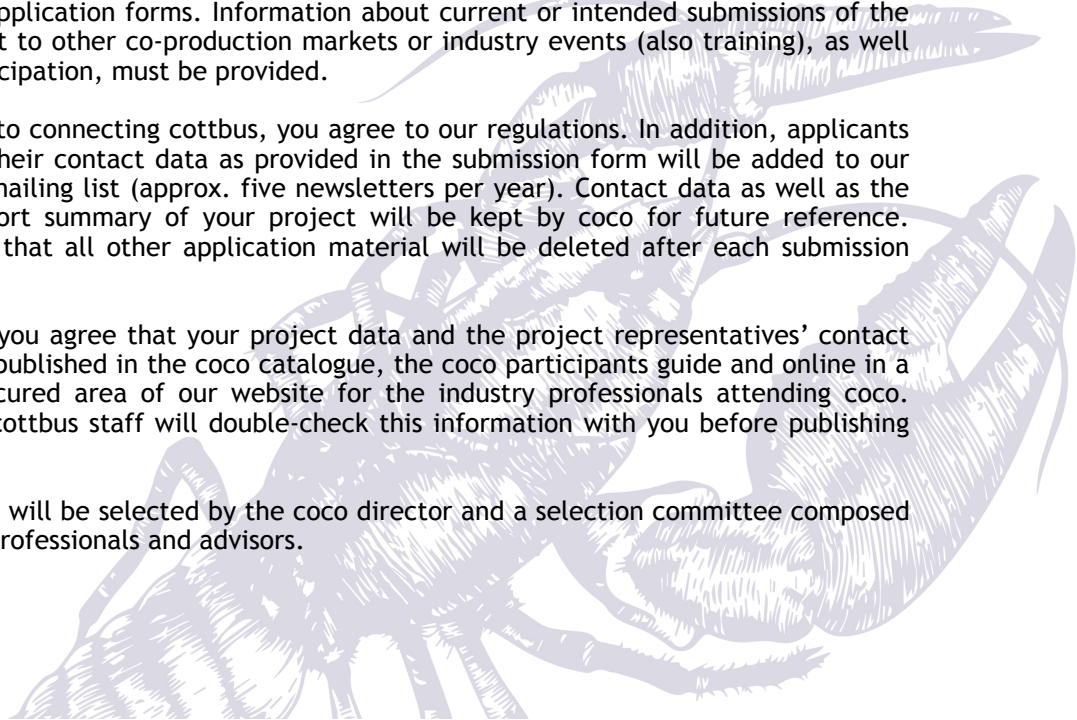 pplication forms. Information about current or intended submissions of the
t to other co-production markets or industry events (also training), as well
cipation, must be provided.
to connecting cottbus, you agree to our regulations. In addition, applicants
heir contact data as provided in the submission form will be added to our
nailing list (approx. five newsletters per year). Contact data as well as the
ort summary of your project will be kept by coco for future reference.
that all other application material will be deleted after each submission
you agree that your project data and the project representatives’ contact
published in the coco catalogue, the coco participants guide and online in a
cured area of our website for the industry professionals attending coco.
cottbus staff will double-check this information with you before publishing
will be selected by the coco director and a selection committee composed
rofessionals and advisors.